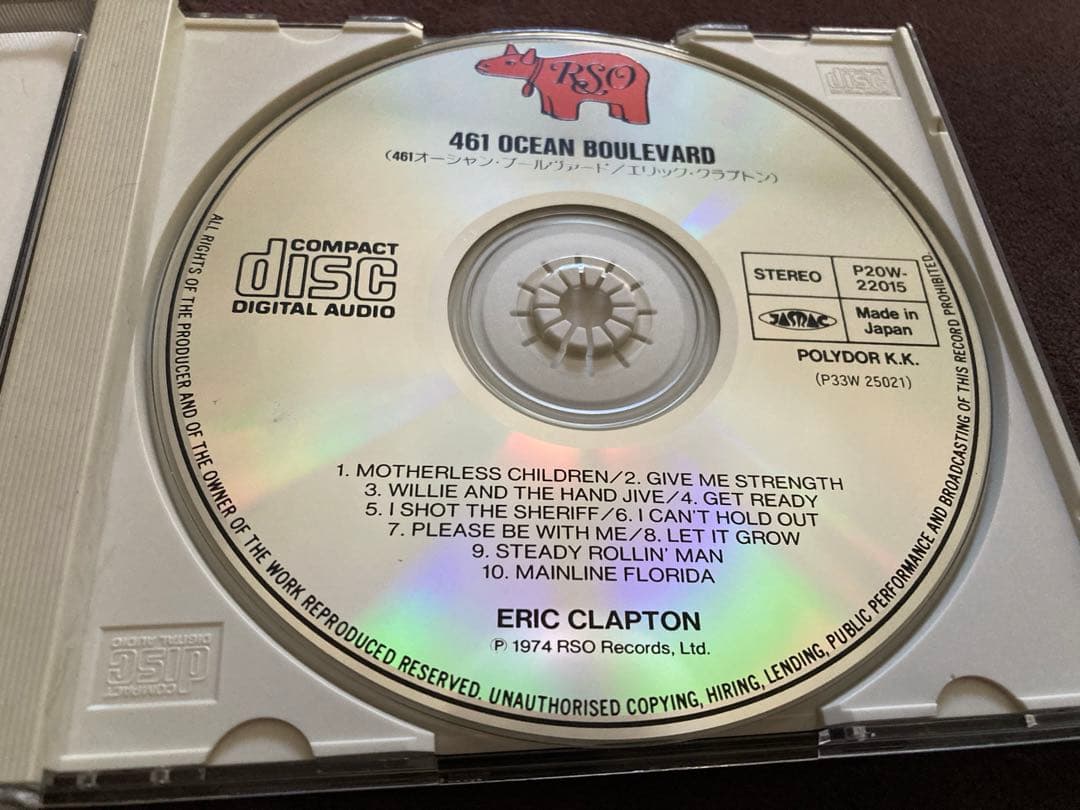 RSO
461 OCEAN BOULEVARD
(461オーシャン・ブールヴァード/エリック・クラプトン)
COMPACT
disc
DIGITAL AUDIO
STEREO
P20W-
22015
JASRAC
Made in
Japan
POLYDOR K.K.
(P33W 25021)
1. MOTHERLESS CHILDREN/2. GIVE ME STRENGTH
3. WILLIE AND THE HAND JIVE/4. GET READY
5. I SHOT THE SHERIFF/6. I CAN'T HOLD OUT
7. PLEASE BE WITH ME/8. LET IT GROW
9. STEADY ROLLIN' MAN
10. MAINLINE FLORIDA
ERIC CLAPTON
Ⓟ 1974 RSO Records, Ltd.
ALL RIGHTS OF THE PRODUCER AND OF THE OWNER OF THE WORK REPRODUCED RESERVED. UNAUTHORISED COPYING, HIRING, LENDING, PUBLIC PERFORMANCE AND BROADCASTING OF THIS RECORD PROHIBITED.
COMPACT
disc
DIGITAL AUDIO
COMPACT
disc
DIGITAL AUDIO